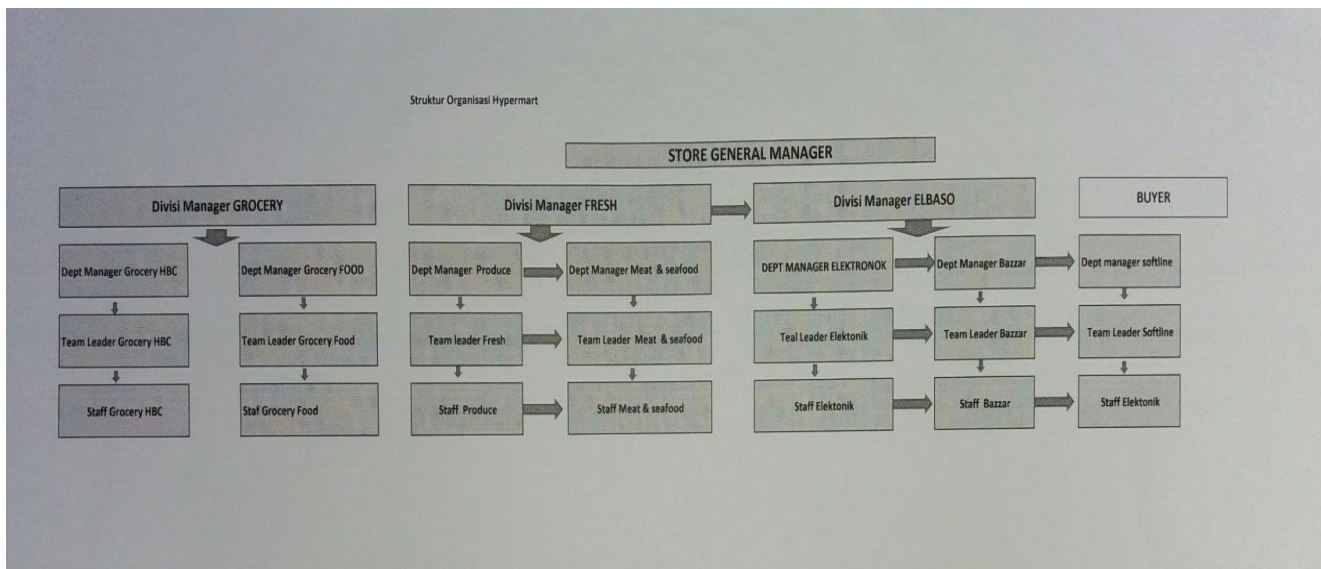 Struktur Organisasi Hypermart
STORE GENERAL MANAGER
Divisi Manager GROCERY
Divisi Manager FRESH
Divisi Manager ELBASO
BUYER
Dept Manager Grocery HBC
Dept Manager Grocery FOOD
Dept Manager Produce
Dept Manager Meat & seafood
DEPT MANAGER ELEKTRONOK
Dept Manager Bazzar
Dept manager softline
Team Leader Grocery HBC
Team Leader Grocery Food
Team leader Fresh
Team Leader Meat & seafood
Teal Leader Elektonik
Team Leader Bazzar
Team Leader Softline
Staff Grocery HBC
Staf Grocery Food
Staff Produce
Staff Meat & seafood
Staff Elektonik
Staff Bazzar
Staff Elektonik